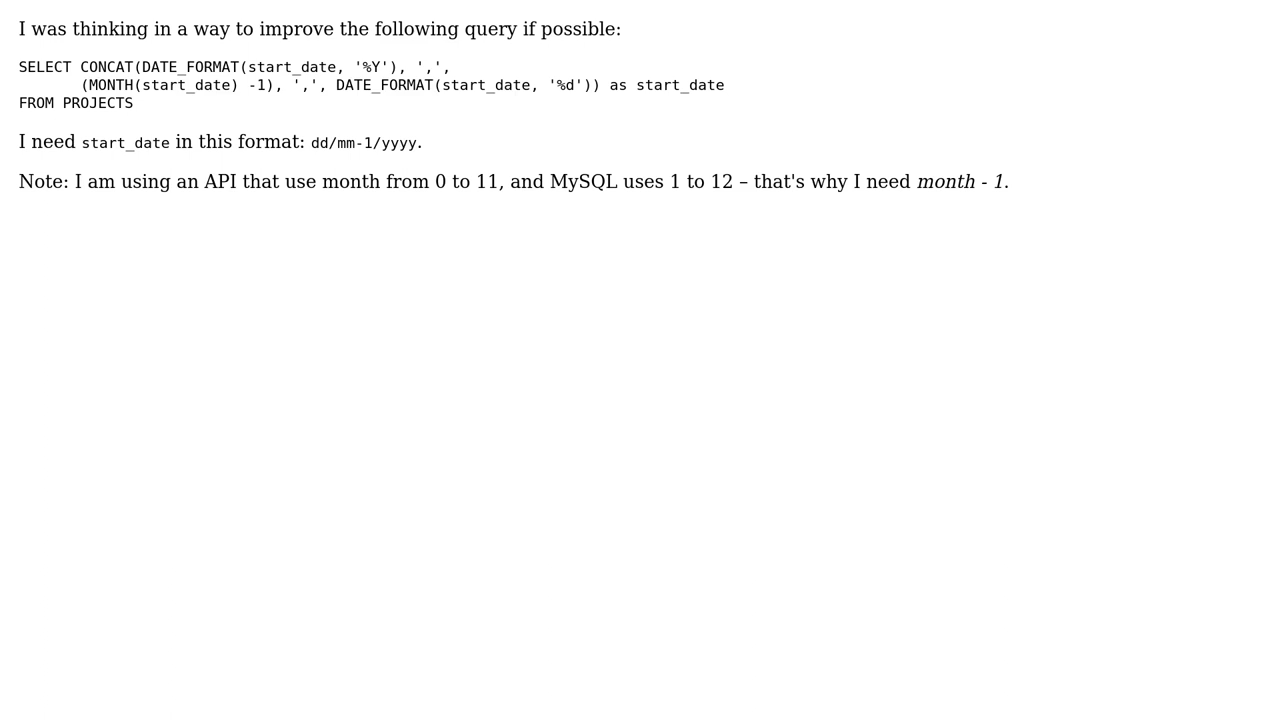 I was thinking in a way to improve the following query if possible:
SELECT CONCAT(DATE_FORMAT(start_date, '%Y'), ',',
       (MONTH(start_date) -1), ',', DATE_FORMAT(start_date, '%d')) as start_date
FROM PROJECTS
I need start_date in this format: dd/mm-1/yyyy.
Note: I am using an API that use month from 0 to 11, and MySQL uses 1 to 12 – that's why I need month - 1.